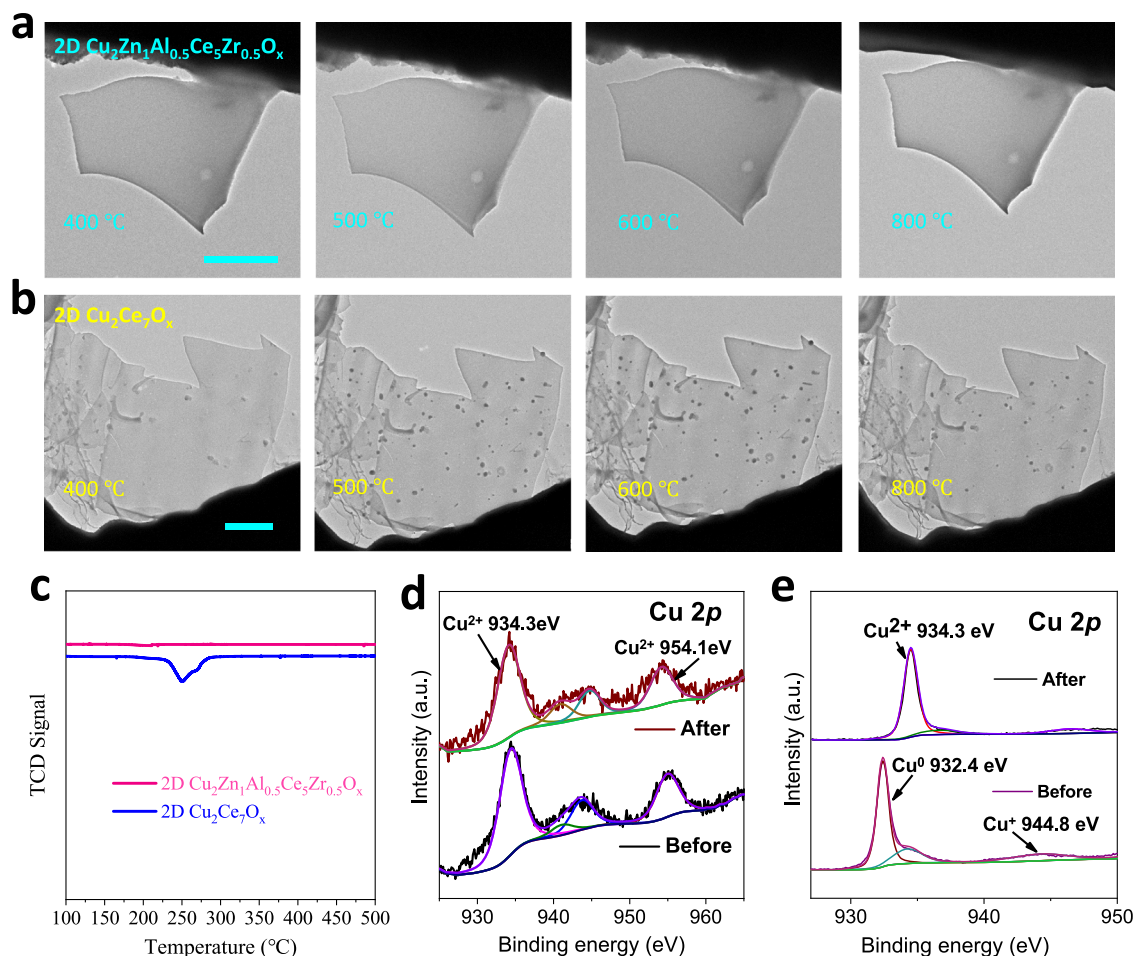 a
2D Cu₂Zn₁Al₀.₅Ce₅Zr₀.₅Oₓ
400 ℃
500 ℃
600 ℃
800 ℃
b
2D Cu₂Ce₇Oₓ
400 ℃
500 ℃
600 ℃
800 ℃
c
TCD Signal
2D Cu₂Zn₁Al₀.₅Ce₅Zr₀.₅Oₓ
2D Cu₂Ce₇Oₓ
100 150 200 250 300 350 400 450 500
Temperature (℃)
d
Cu 2p
Cu²⁺ 934.3eV
Cu²⁺ 954.1eV
After
Before
Intensity (a.u.)
930 940 950 960
Binding energy (eV)
e
Cu 2p
Cu²⁺ 934.3 eV
After
Cu⁰ 932.4 eV
Before
Cu⁺ 944.8 eV
Intensity (a.u.)
930 940 950
Binding energy (eV)